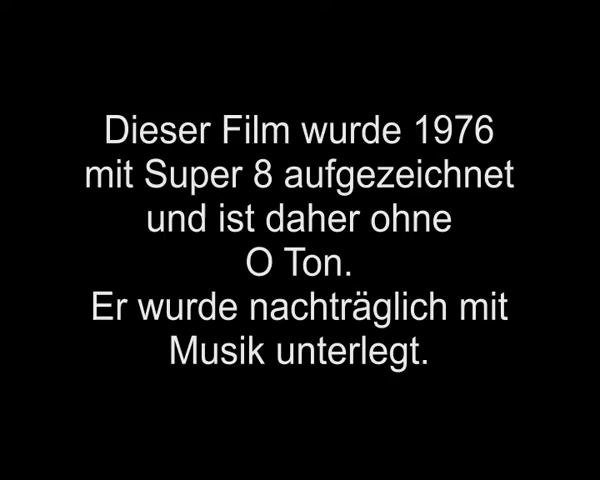 Dieser Film wurde 1976
mit Super 8 aufgezeichnet
und ist daher ohne
O Ton.
Er wurde nachträglich mit
Musik unterlegt.